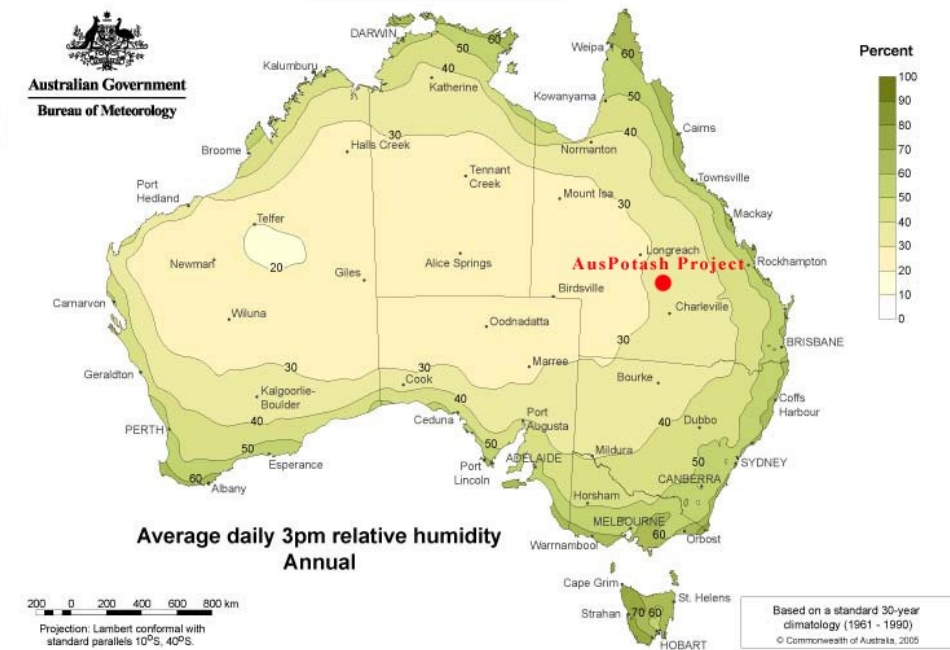 Australian Government
Bureau of Meteorology
DARWIN
60
50
Weipa
60
Kalumburu
40
Katherine
Kowanyama
50
Percent
100
90
80
70
60
50
40
30
20
10
0
Broome
30
Halls Creek
Normanton
40
Cairns
Port
Hedland
Tennant
Creek
Mount Isa
30
Townsville
Mackay
Telfer
20
Newman
Giles
Alice Springs
Longreach
AusPotash Project
Rockhampton
Birdsville
Charleville
Carnarvon
Wiluna
Oodnadatta
30
BRISBANE
Geraldton
30
30
Cook
Marree
Bourke
Kalgoorlie-
Boulder
40
40
Ceduna
Port
Augusta
40
Dubbo
Coffs
Harbour
PERTH
50
Esperance
50
Port
Lincoln
ADELAIDE
Mildura
50
SYDNEY
CANBERRA
60
Albany
Horsham
MELBOURNE
60
Orbost
Warrnambool
Average daily 3pm relative humidity
Annual
Cape Grim
St. Helens
Strahan
70
60
HOBART
200 0 200 400 600 800 km
Projection: Lambert conformal with
standard parallels 10ºS, 40ºS.
Based on a standard 30-year
climatology (1961 - 1990)
© Commonwealth of Australia, 2005